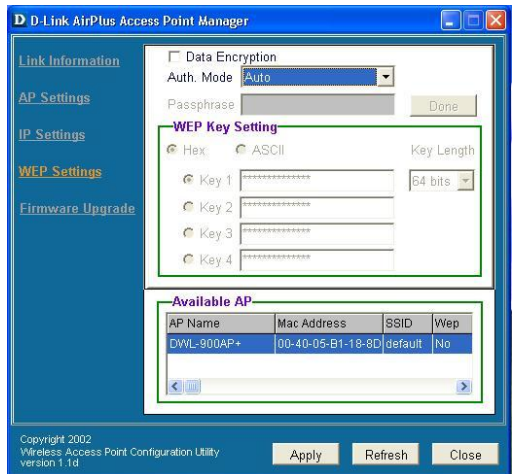 D D-Link AirPlus Access Point Manager
Link Information
AP Settings
IP Settings
WEP Settings
Firmware Upgrade
Data Encryption
Auth. Mode Auto
Passphrase Done
WEP Key Setting
Hex ASCII Key Length
Key 1 ************** 64 bits
Key 2 **************
Key 3 **************
Key 4 **************
Available AP
AP Name Mac Address SSID Wep
DWL-900AP+ 00-40-05-B1-18-8D default No
Copyright 2002
Wireless Access Point Configuration Utility
version 1.1d
Apply Refresh Close